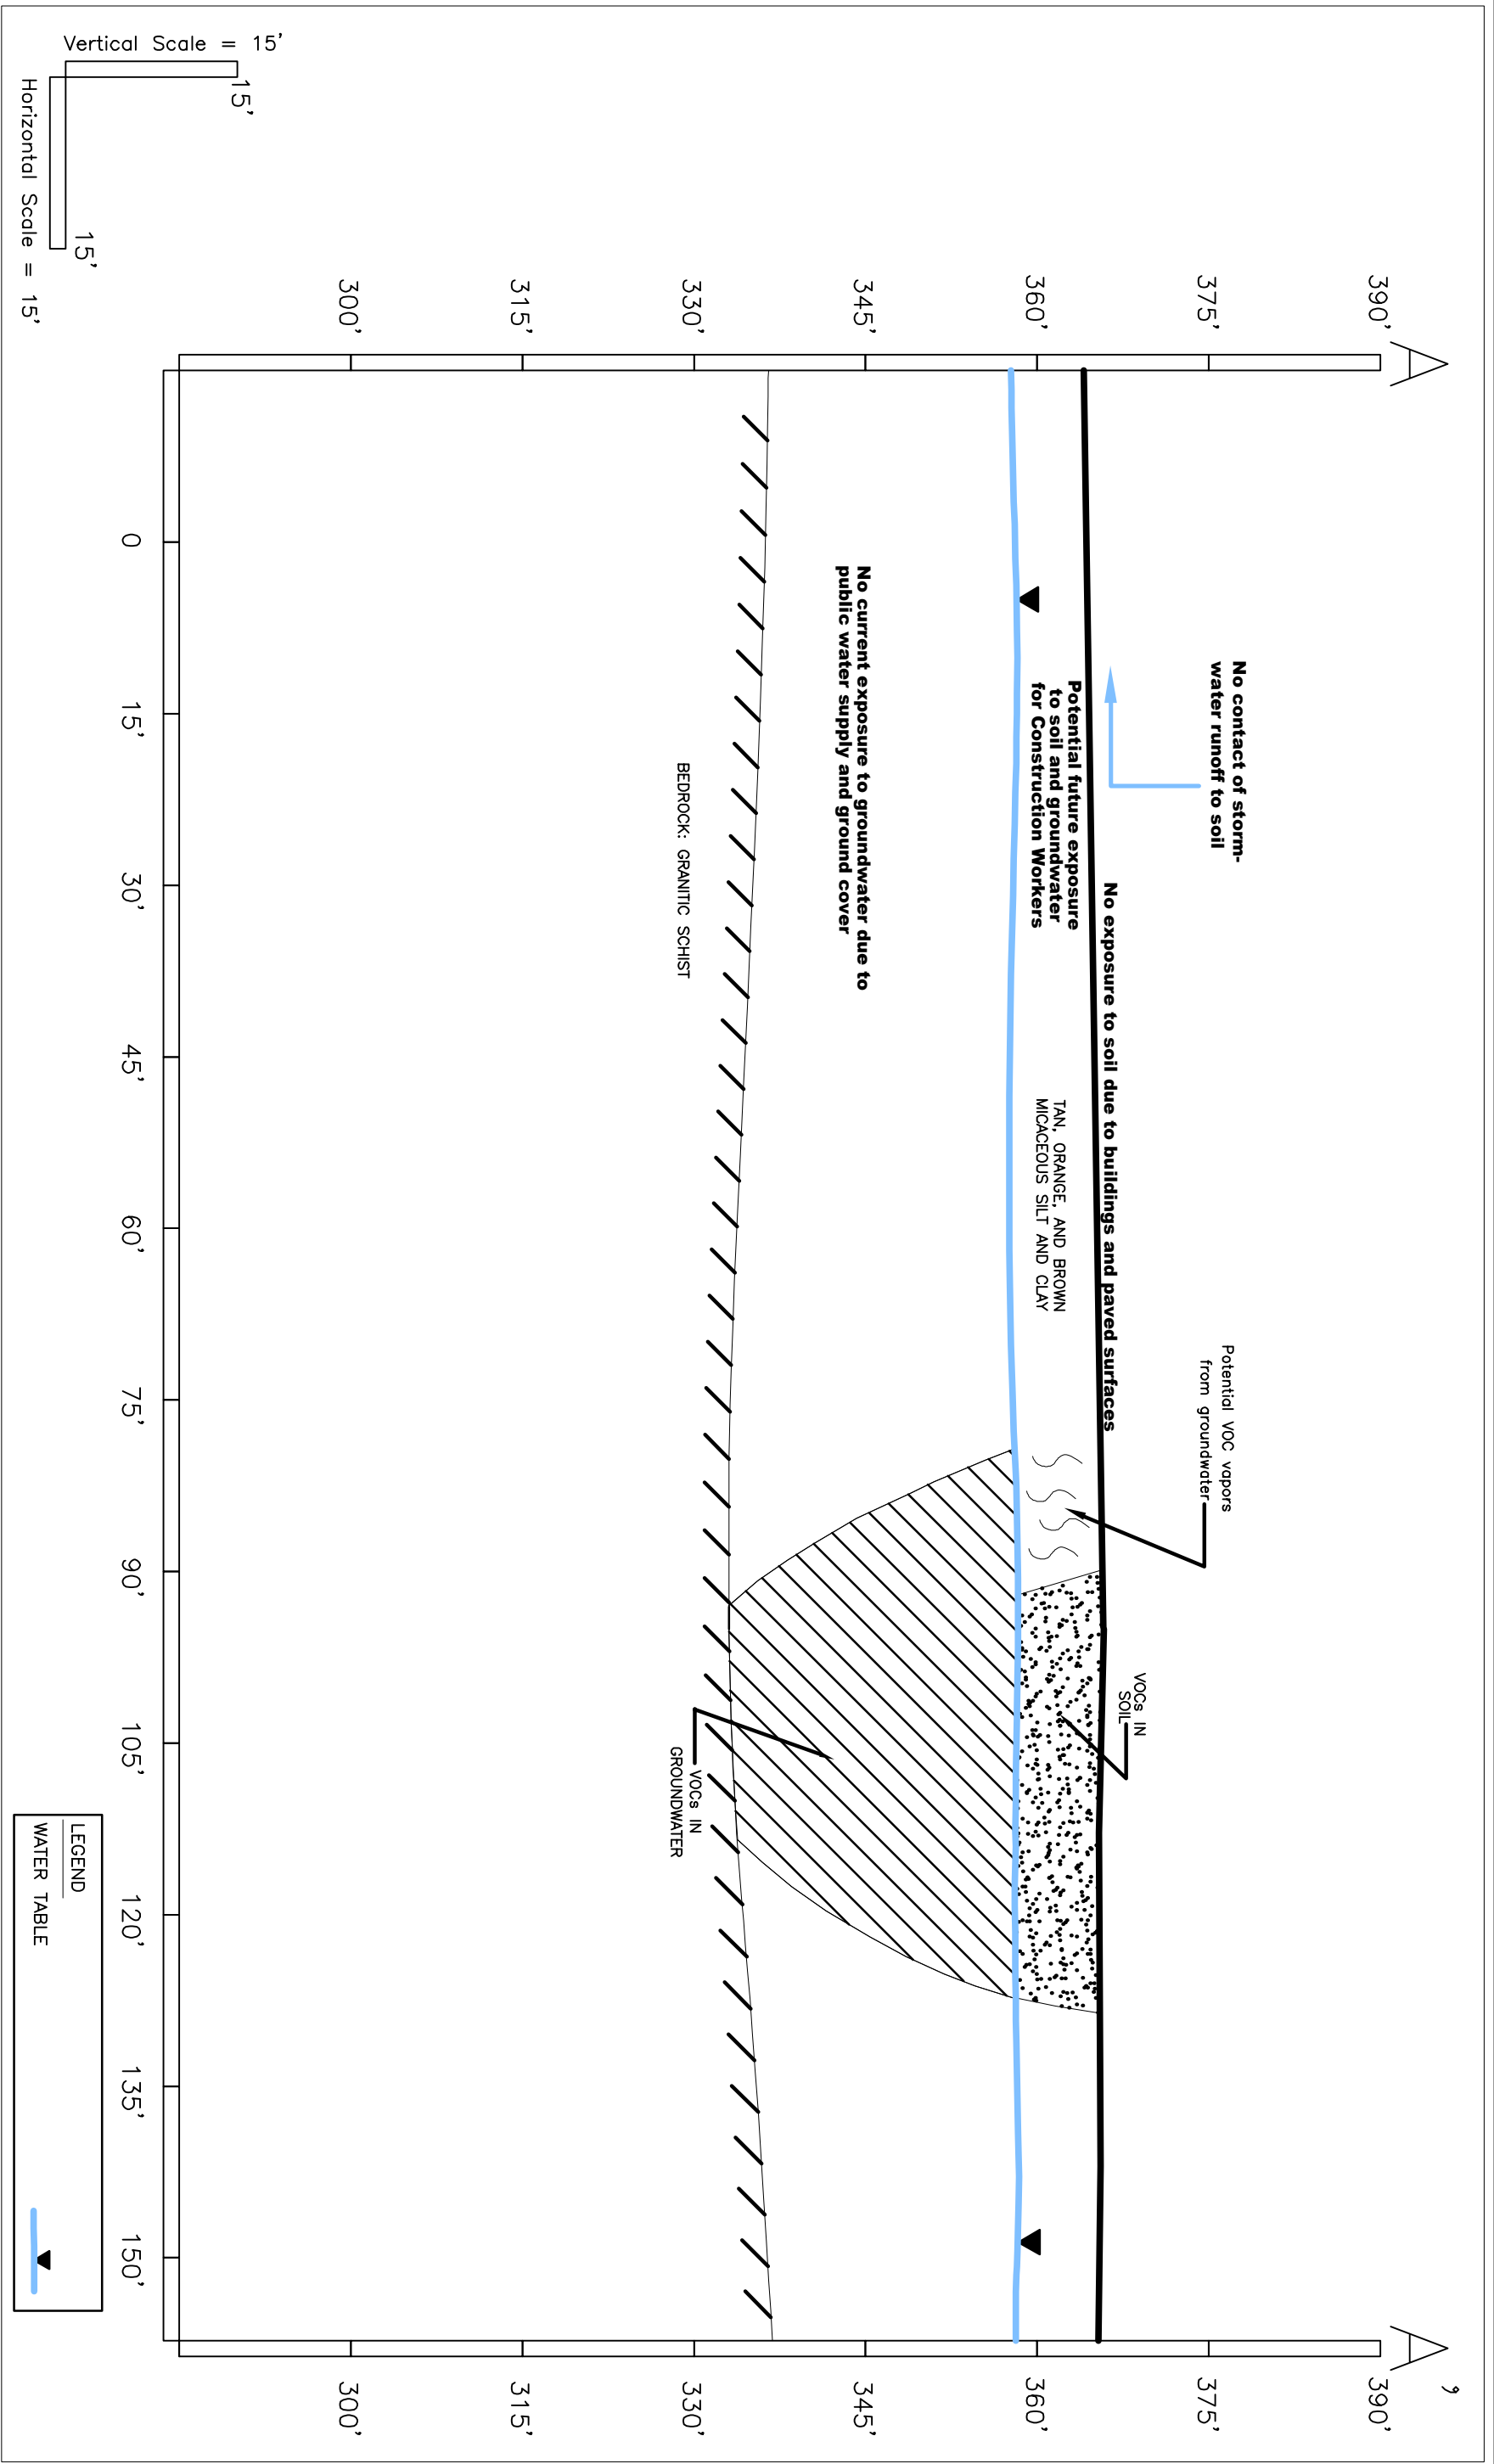 A
A'
390'
375'
360'
345'
330'
315'
300'
390'
375'
360'
345'
330'
315'
300'
No contact of storm-
water runoff to soil
Potential VOC vapors
from groundwater
VOCs IN
SOIL
No exposure to soil due to buildings and paved surfaces
Potential future exposure
to soil and groundwater
for Construction Workers
TAN, ORANGE, AND BROWN
MICACEOUS SILT AND CLAY
No current exposure to groundwater due to
public water supply and ground cover
VOCs IN
GROUNDWATER
BEDROCK: GRANITIC SCHIST
0
15'
30'
45'
60'
75'
90'
105'
120'
135'
150'
Vertical Scale = 15'
15'
15'
Horizontal Scale = 15'
LEGEND
WATER TABLE